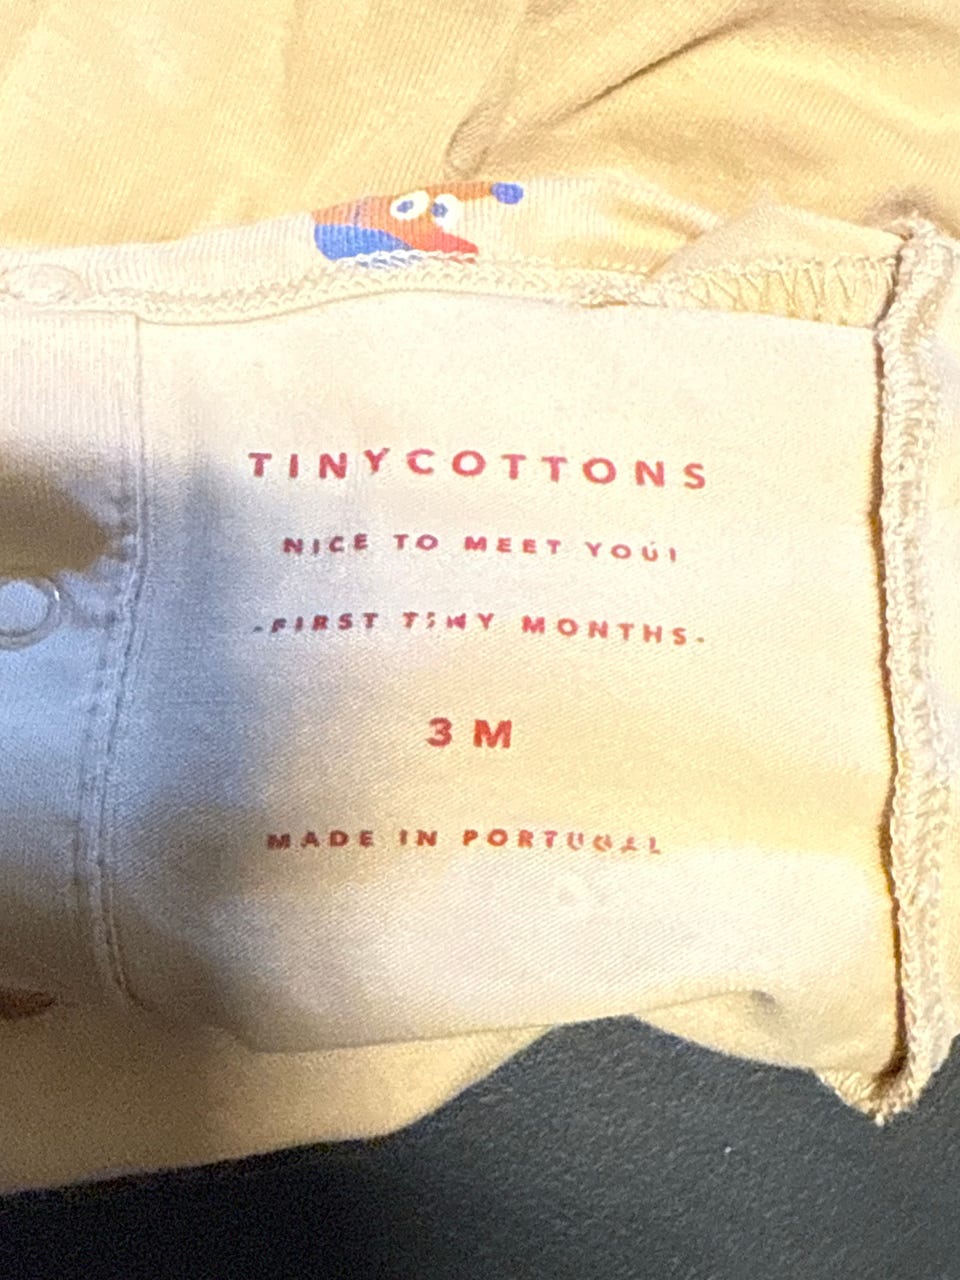 TINYCOTTONS
NICE TO MEET YOU!
-FIRST TINY MONTHS-
3 M
MADE IN PORTUGAL